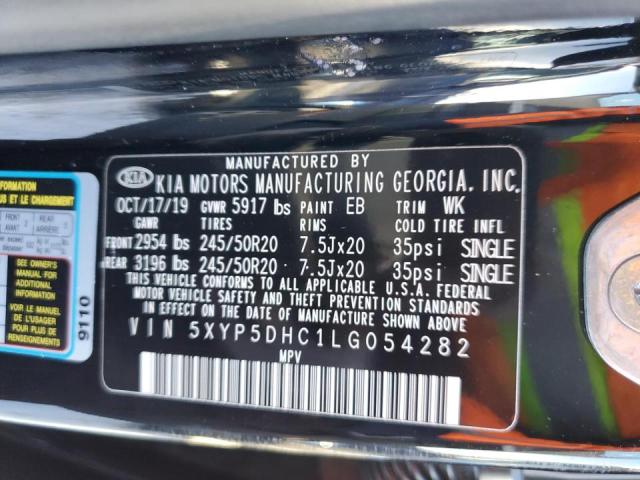 MANUFACTURED BY
KIA KIA MOTORS MANUFACTURING GEORGIA, INC.
OCT/17/19 GVWR 5917 lbs PAINT EB TRIM WK
GAWR TIRES RIMS COLD TIRE INFL
FRONT 2954 lbs 245/50R20 7.5Jx20 35psi SINGLE
REAR 3196 lbs 245/50R20 7.5Jx20 35psi SINGLE
THIS VEHICLE CONFORMS TO ALL APPLICABLE U.S.A. FEDERAL
MOTOR VEHICLE SAFETY AND THEFT PREVENTION STANDARDS IN
EFFECT ON THE DATE OF MANUFACTURE SHOWN ABOVE.
VIN 5XYP5DHC1LG054282
MPV
FORMATION
US ET LE CHARGEMENT
FRONT
REAR
SEE OWNER'S
MANUAL FOR
ADDITIONAL
INFORMATION
VOIR LE MANUEL
DE L'USAGER
POUR PLUS DE
9110